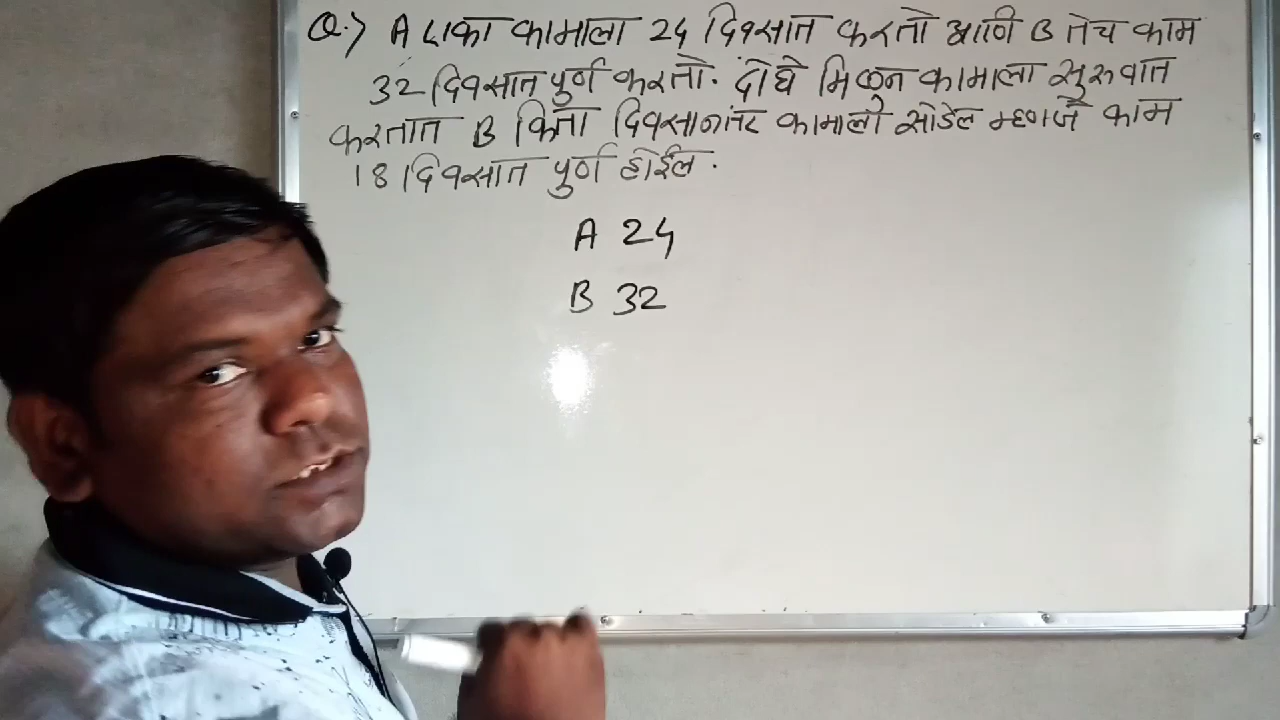 Q.> A एका कामाला 24 दिवसात करतो आणि B तेच काम
32 दिवसात पुर्ण करतो. दोघे मिळून कामाला सुरुवात
करतात B किती दिवसानंतर कामाली सोडेल म्हणजे काम
18 दिवसात पुर्ण होईल.
A 24
B 32